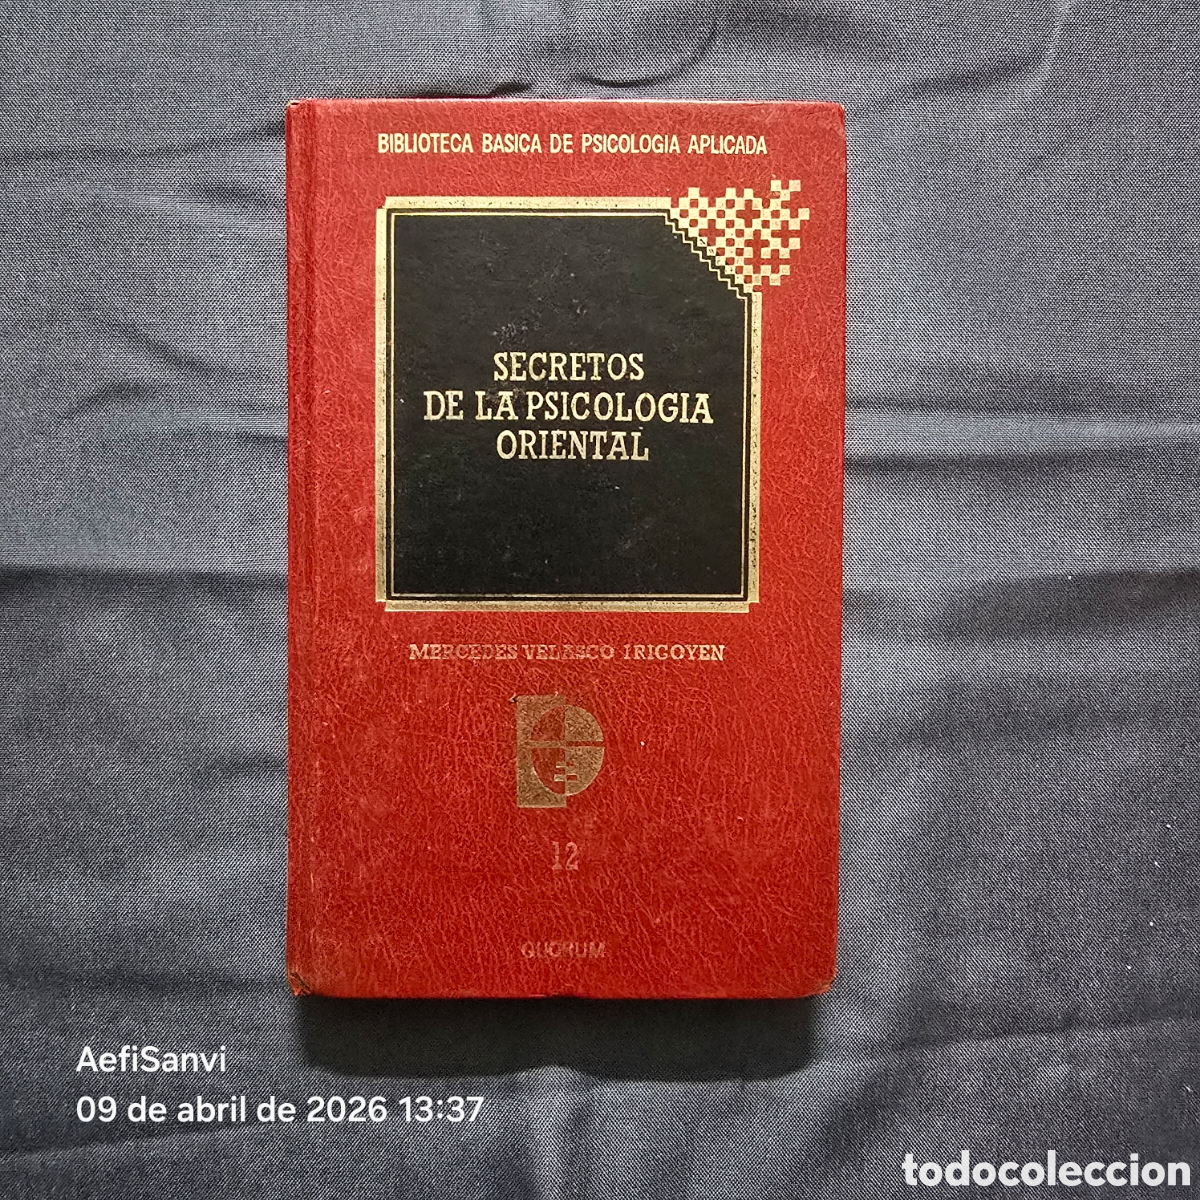 BIBLIOTECA BASICA DE PSICOLOGIA APLICADA
SECRETOS
DE LA PSICOLOGIA
ORIENTAL
MERCEDES VELASCO IRIGOYEN
12
QUORUM
AefiSanvi
09 de abril de 2026 13:37
todocoleccion